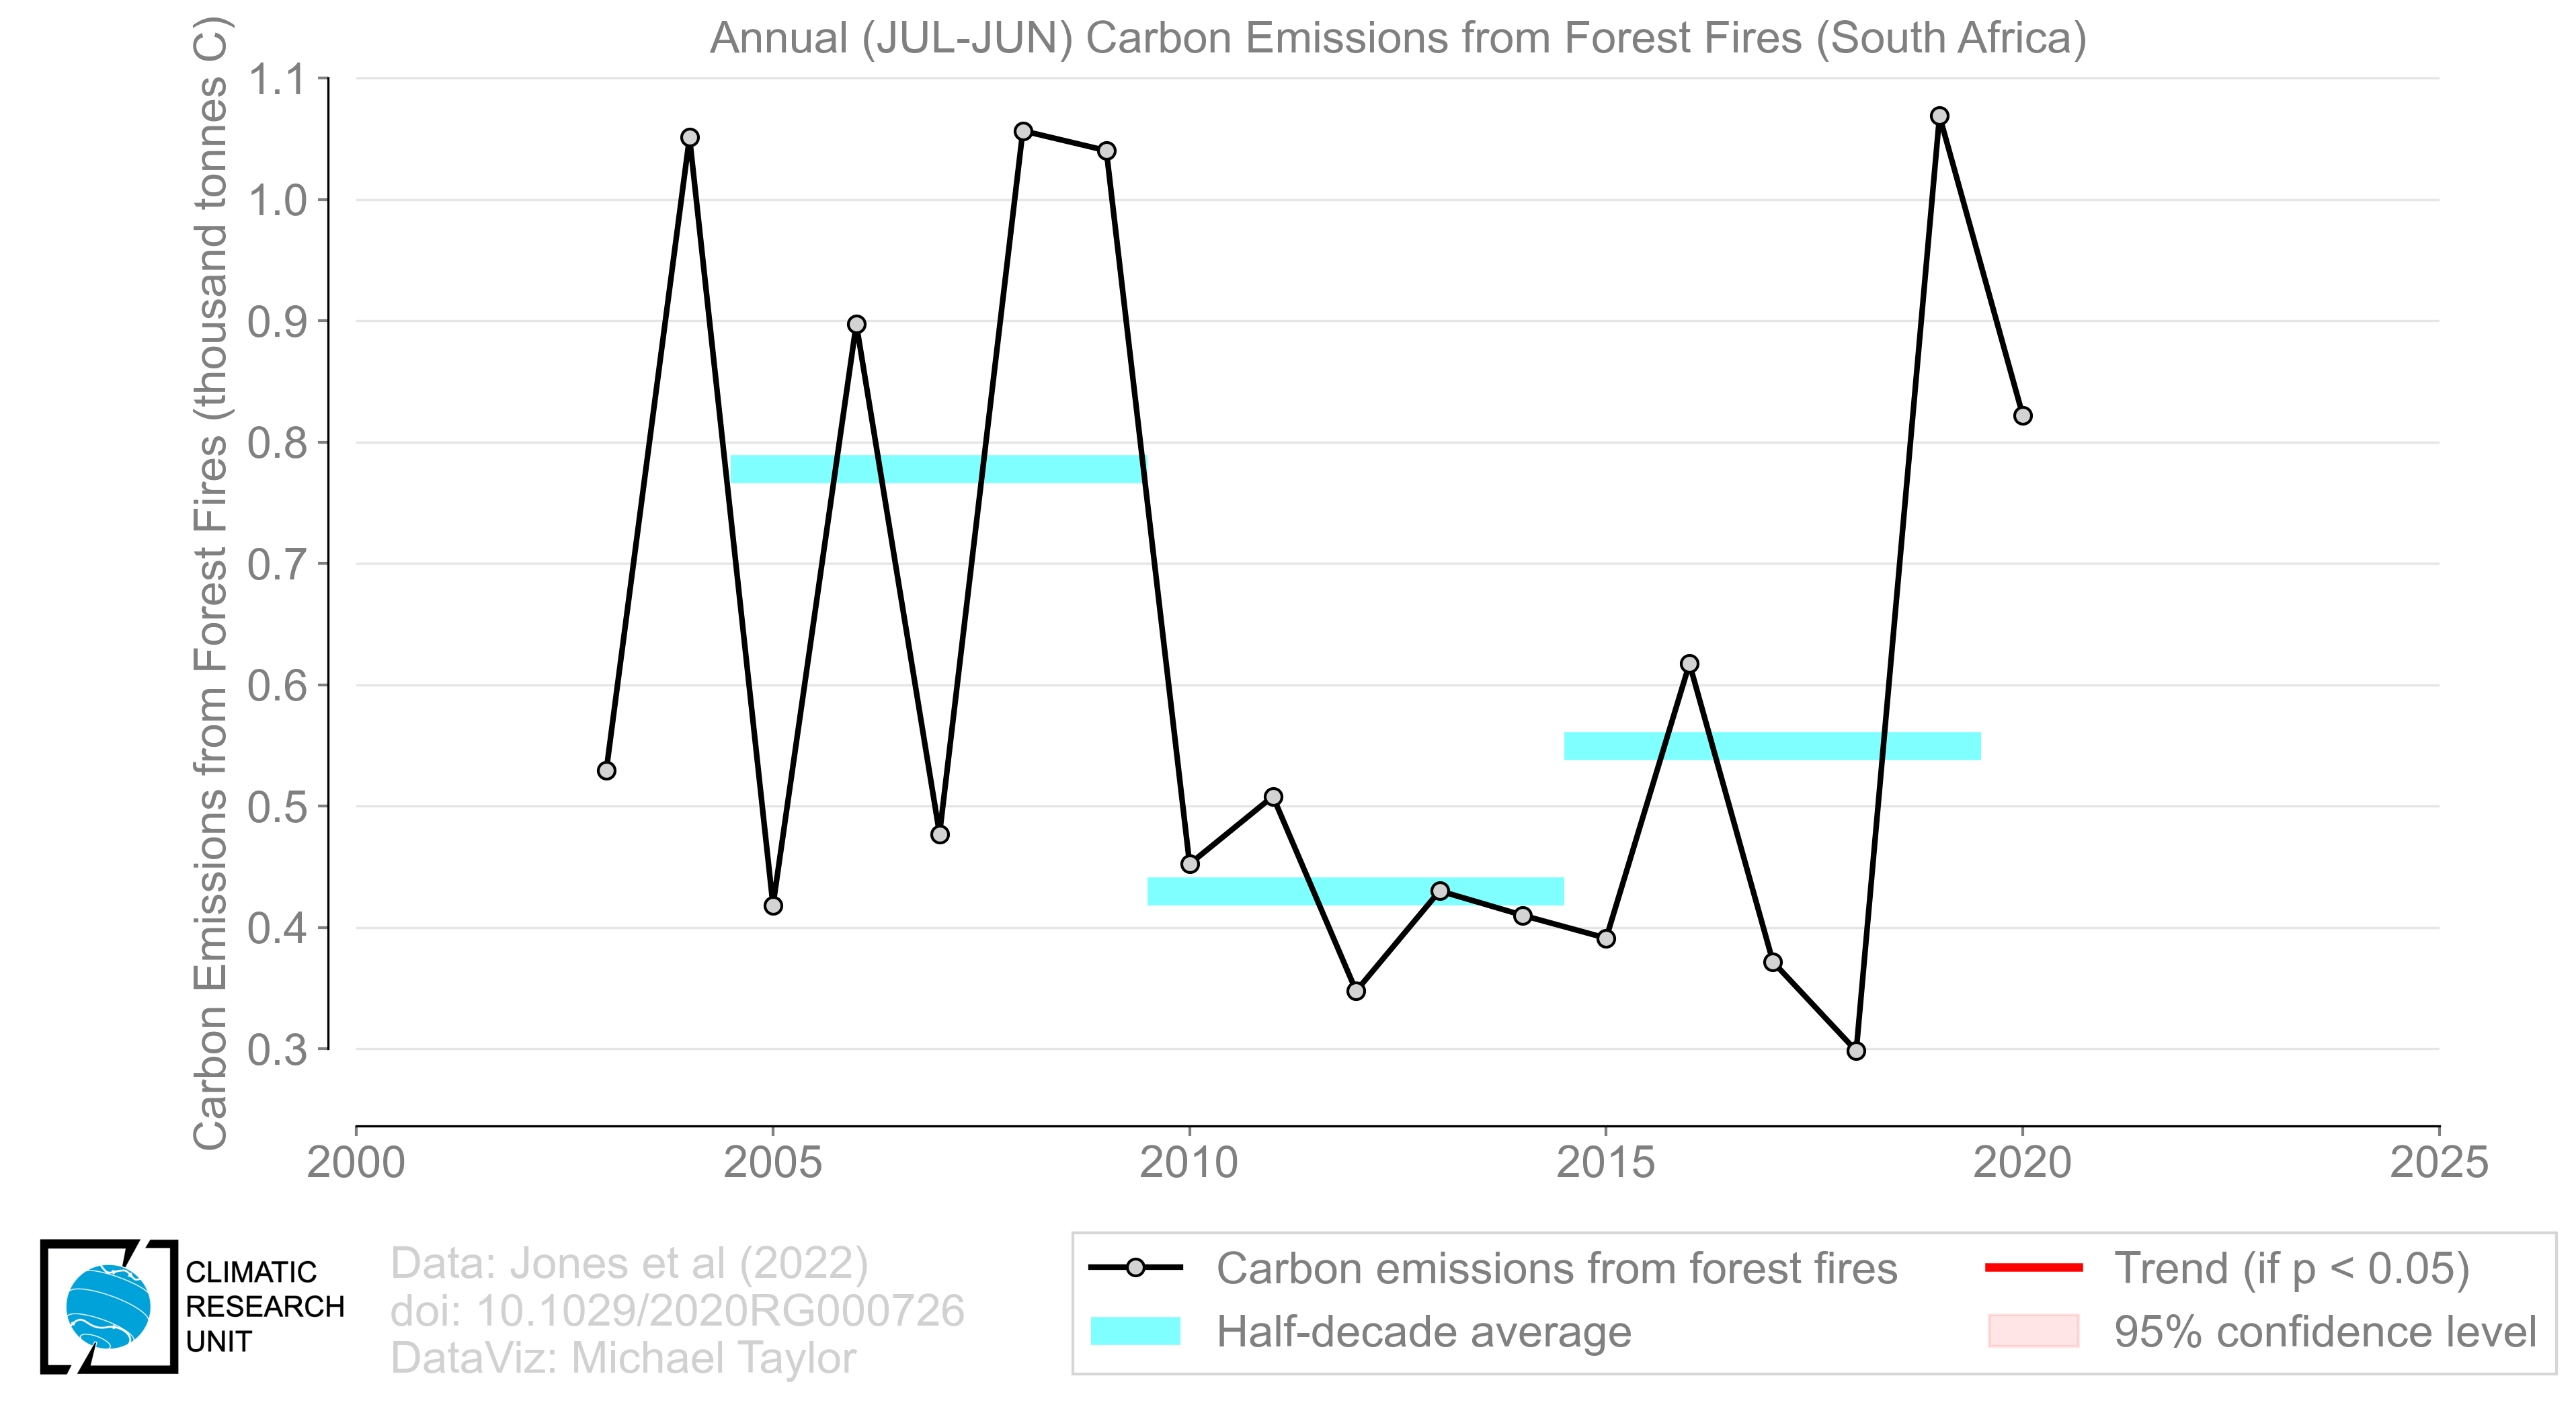 Annual (JUL-JUN) Carbon Emissions from Forest Fires (South Africa)
Carbon Emissions from Forest Fires (thousand tonnes C)
1.1
1.0
0.9
0.8
0.7
0.6
0.5
0.4
0.3
2000 2005 2010 2015 2020 2025
CLIMATIC
RESEARCH
UNIT
Data: Jones et al (2022)
doi: 10.1029/2020RG000726
DataViz: Michael Taylor
Carbon emissions from forest fires
Half-decade average
Trend (if p < 0.05)
95% confidence level